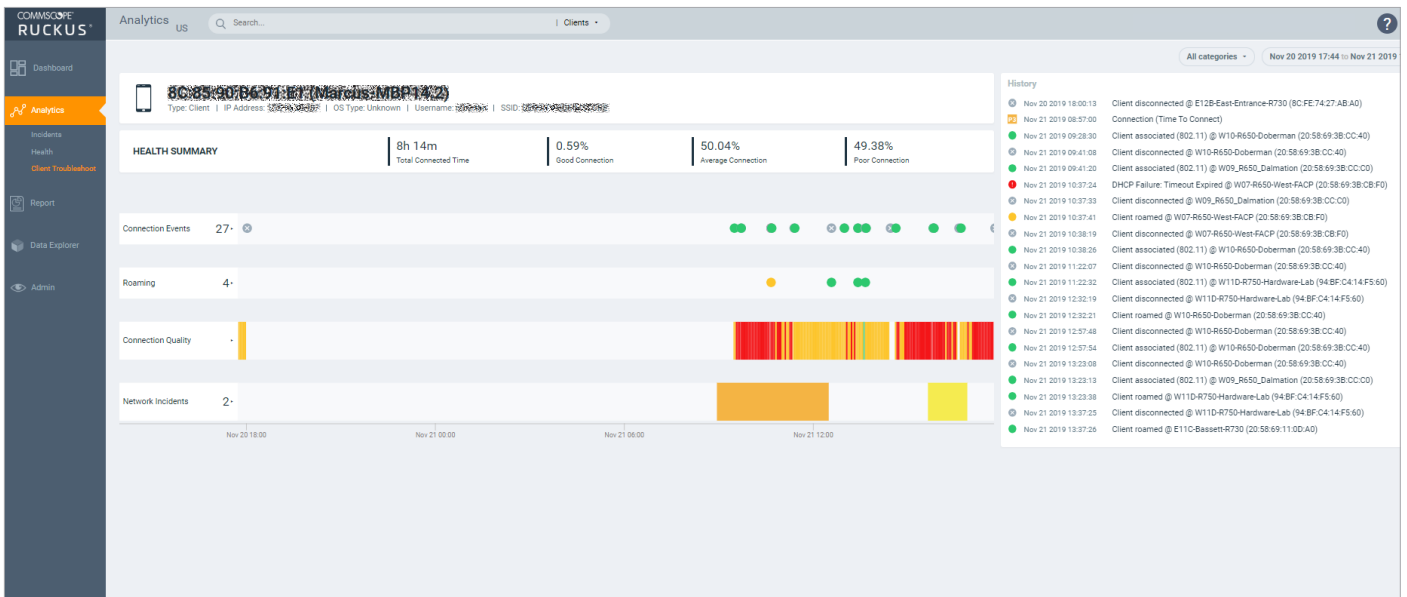 COMMSCOPE
RUCKUS
Analytics US
Search...
| Clients
?
Dashboard
Analytics
Incidents
Health
Client Troubleshoot
Report
Data Explorer
Admin
All categories
Nov 20 2019 17:44 to Nov 21 2019
Type: Client | IP Address: | OS Type: Unknown | Username: | SSID:
HEALTH SUMMARY
8h 14m
Total Connected Time
0.59%
Good Connection
50.04%
Average Connection
49.38%
Poor Connection
Connection Events 27
Roaming 4
Connection Quality
Network Incidents 2
Nov 20 18:00 Nov 21 00:00 Nov 21 06:00 Nov 21 12:00
History
Nov 20 2019 18:00:13 Client disconnected @ E12B-East-Entrance-R730 (8C:FE:74:27:AB:A0)
Nov 21 2019 08:57:00 Connection (Time To Connect)
Nov 21 2019 09:28:30 Client associated (802.11) @ W10-R650-Doberman (20:58:69:3B:CC:40)
Nov 21 2019 09:41:08 Client disconnected @ W10-R650-Doberman (20:58:69:3B:CC:40)
Nov 21 2019 09:41:20 Client associated (802.11) @ W09_R650_Dalmation (20:58:69:3B:CC:C0)
Nov 21 2019 10:37:24 DHCP Failure: Timeout Expired @ W07-R650-West-FACP (20:58:69:3B:CB:F0)
Nov 21 2019 10:37:33 Client disconnected @ W09_R650_Dalmation (20:58:69:3B:CC:C0)
Nov 21 2019 10:37:41 Client roamed @ W07-R650-West-FACP (20:58:69:3B:CB:F0)
Nov 21 2019 10:38:19 Client disconnected @ W07-R650-West-FACP (20:58:69:3B:CB:F0)
Nov 21 2019 10:38:26 Client associated (802.11) @ W10-R650-Doberman (20:58:69:3B:CC:40)
Nov 21 2019 11:22:07 Client disconnected @ W10-R650-Doberman (20:58:69:3B:CC:40)
Nov 21 2019 11:22:32 Client associated (802.11) @ W11D-R750-Hardware-Lab (94:BF:C4:14:F5:60)
Nov 21 2019 12:32:19 Client disconnected @ W11D-R750-Hardware-Lab (94:BF:C4:14:F5:60)
Nov 21 2019 12:32:21 Client roamed @ W10-R650-Doberman (20:58:69:3B:CC:40)
Nov 21 2019 12:57:48 Client disconnected @ W10-R650-Doberman (20:58:69:3B:CC:40)
Nov 21 2019 12:57:54 Client associated (802.11) @ W10-R650-Doberman (20:58:69:3B:CC:40)
Nov 21 2019 13:23:08 Client disconnected @ W10-R650-Doberman (20:58:69:3B:CC:40)
Nov 21 2019 13:23:13 Client associated (802.11) @ W09_R650_Dalmation (20:58:69:3B:CC:C0)
Nov 21 2019 13:23:38 Client roamed @ W11D-R750-Hardware-Lab (94:BF:C4:14:F5:60)
Nov 21 2019 13:37:25 Client disconnected @ W11D-R750-Hardware-Lab (94:BF:C4:14:F5:60)
Nov 21 2019 13:37:26 Client roamed @ E11C-Bassett-R730 (20:58:69:11:0D:A0)